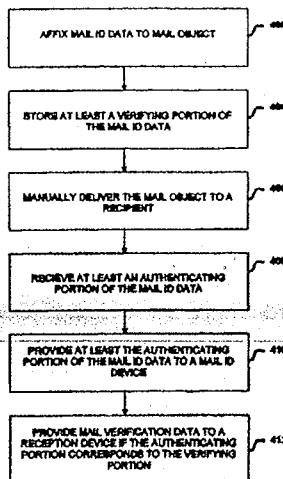 AFFIX MAIL ID DATA TO MAIL OBJECT
STORE AT LEAST A VERIFYING PORTION OF
THE MAIL ID DATA
MANUALLY DELIVER THE MAIL OBJECT TO A
RECIPIENT
RECIEVE AT LEAST AN AUTHENTICATING
PORTION OF THE MAIL ID DATA
PROVIDE AT LEAST THE AUTHENTICATING
PORTION OF THE MAIL ID DATA TO A MAIL ID
DEVICE
PROVIDE MAIL VERIFICATION DATA TO A
RECEPTION DEVICE IF THE AUTHENTICATING
PORTION CORRESPONDS TO THE VERIFYING
PORTION